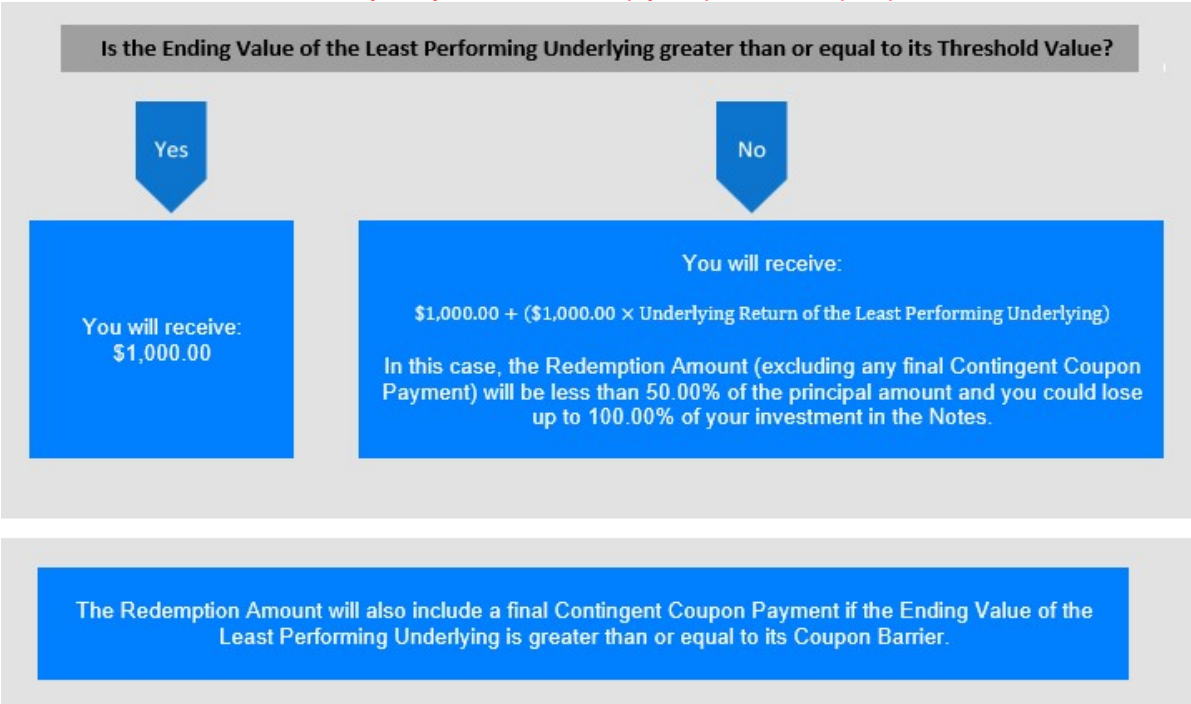 Is the Ending Value of the Least Performing Underlying greater than or equal to its Threshold Value?
Yes
No
You will receive:
$1,000.00
You will receive:
$1,000.00 + ($1,000.00 × Underlying Return of the Least Performing Underlying)
In this case, the Redemption Amount (excluding any final Contingent Coupon
Payment) will be less than 50.00% of the principal amount and you could lose
up to 100.00% of your investment in the Notes.
The Redemption Amount will also include a final Contingent Coupon Payment if the Ending Value of the
Least Performing Underlying is greater than or equal to its Coupon Barrier.